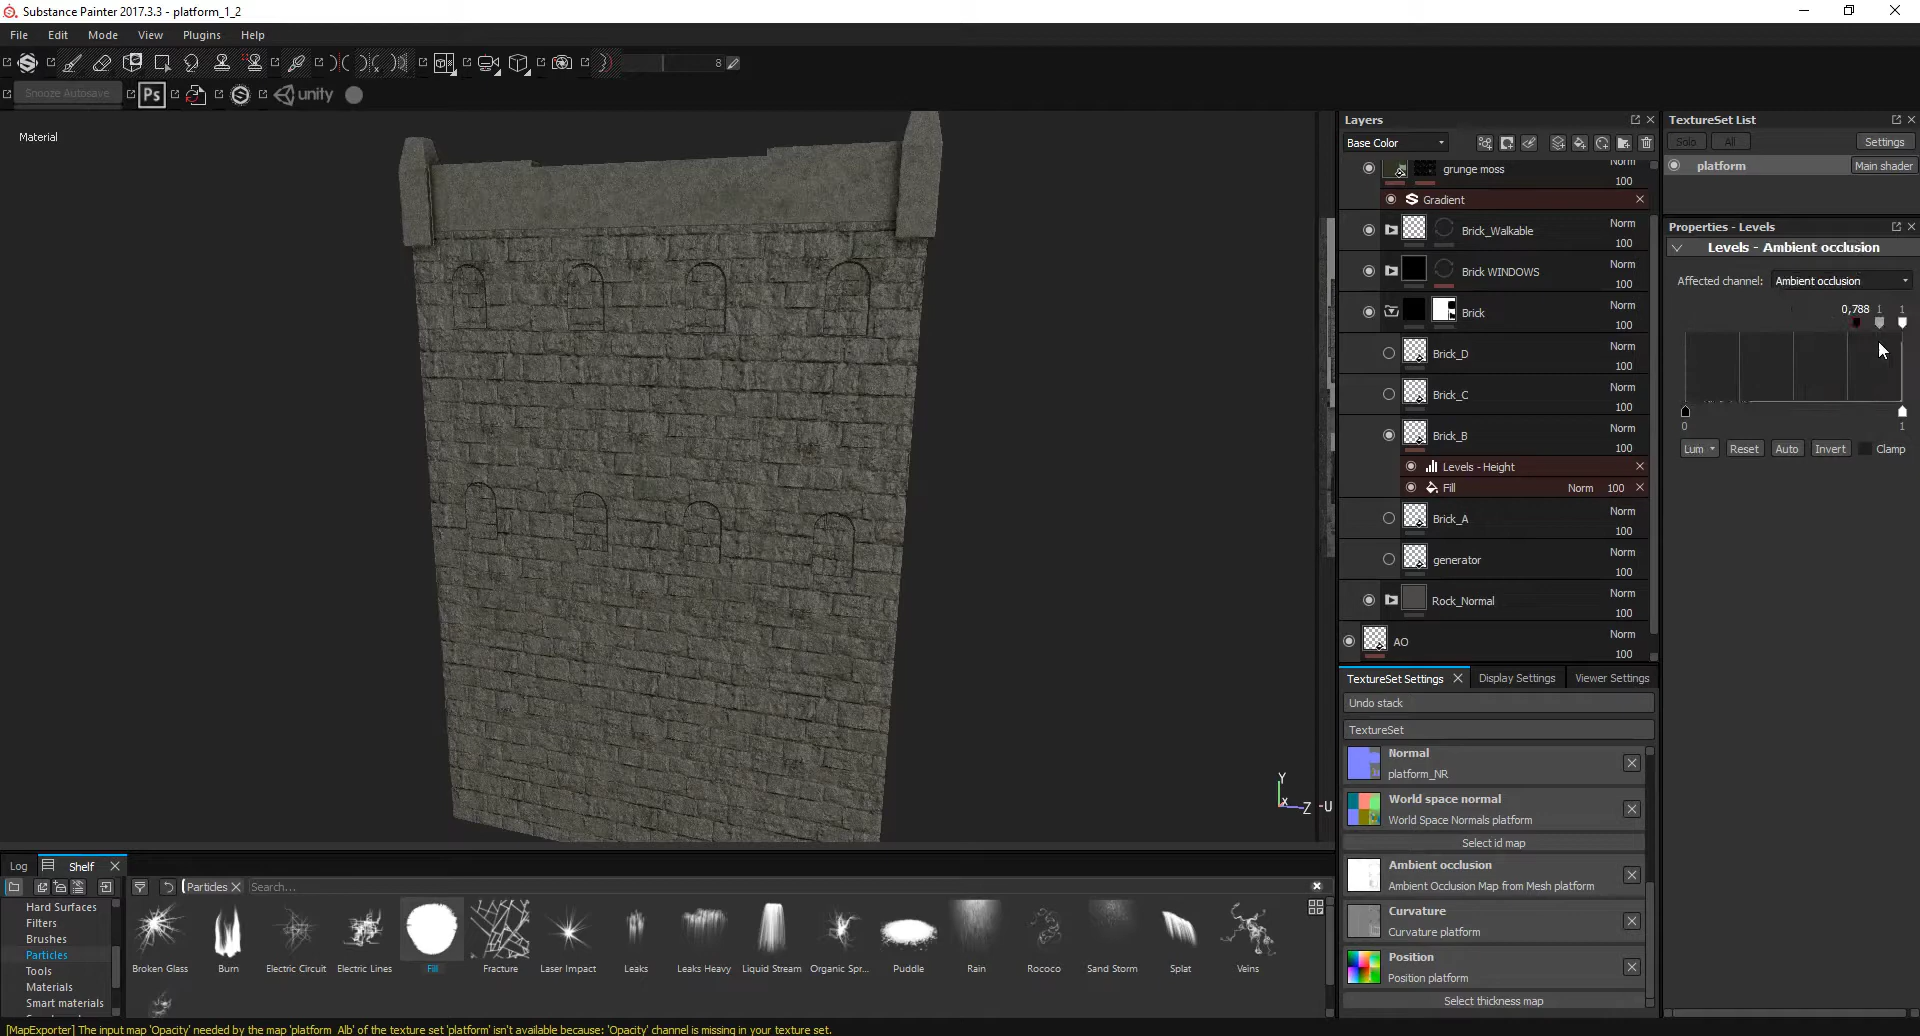 Substance Painter 2017.3.3 - platform_1_2
File Edit Mode View Plugins Help
8
Snooze Autosave Ps unity
Material
Y
X Z -U
Layers
Base Color
Norm
grunge moss
100
Gradient
Norm
Brick_Walkable
100
Norm
Brick WINDOWS
100
Norm
Brick
100
Norm
Brick_D
100
Norm
Brick_C
100
Norm
Brick_B
100
Levels - Height
Fill Norm 100
Norm
Brick_A
100
Norm
generator
100
Norm
Rock_Normal
100
Norm
AO
100
TextureSet List
Solo All Settings
platform Main shader
Properties - Levels
Levels - Ambient occlusion
Affected channel: Ambient occlusion
0,788 1 1
0 1
Lum Reset Auto Invert Clamp
TextureSet Settings Display Settings Viewer Settings
Undo stack
TextureSet
Normal
platform_NR
World space normal
World Space Normals platform
Select id map
Ambient occlusion
Ambient Occlusion Map from Mesh platform
Curvature
Curvature platform
Position
Position platform
Select thickness map
Log Shelf
Particles Search...
Hard Surfaces
Filters
Brushes
Particles
Tools
Materials
Smart materials
Broken Glass Burn Electric Circuit Electric Lines Fill Fracture Laser Impact Leaks Leaks Heavy Liquid Stream Organic Spr... Puddle Rain Rococo Sand Storm Splat Veins
[MapExporter] The input map 'Opacity' needed by the map 'platform_Alb' of the texture set 'platform' isn't available because: 'Opacity' channel is missing in your texture set.